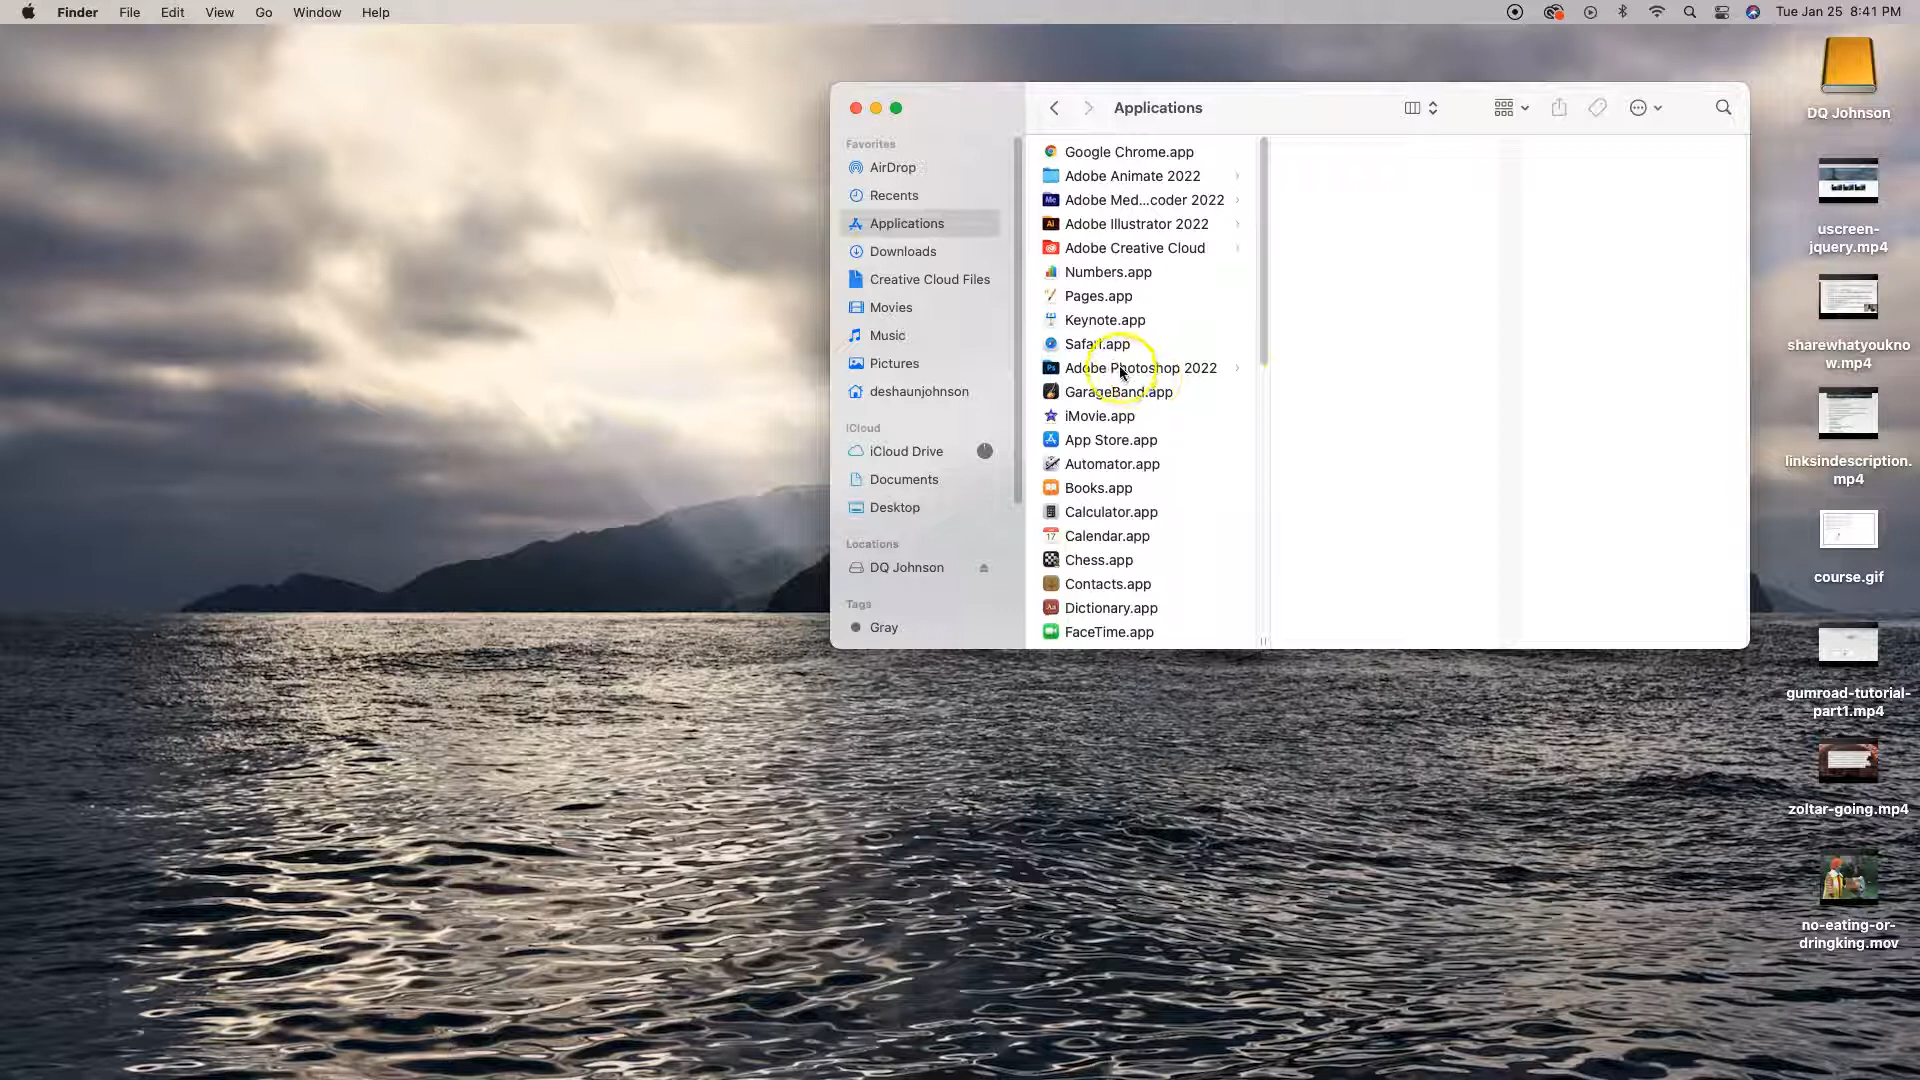 Finder File Edit View Go Window Help Tue Jan 25 8:41 PM
Applications
Favorites
AirDrop
Recents
Applications
Downloads
Creative Cloud Files
Movies
Music
Pictures
deshaunjohnson
iCloud
iCloud Drive
Documents
Desktop
Locations
DQ Johnson
Tags
Gray
Google Chrome.app
Adobe Animate 2022
Adobe Med...coder 2022
Adobe Illustrator 2022
Adobe Creative Cloud
Numbers.app
Pages.app
Keynote.app
Safari.app
Adobe Photoshop 2022
GarageBand.app
iMovie.app
App Store.app
Automator.app
Books.app
Calculator.app
Calendar.app
Chess.app
Contacts.app
Dictionary.app
FaceTime.app
DQ Johnson
uscreen-
jquery.mp4
sharewhatyoukno
w.mp4
linksindescription.
mp4
course.gif
gumroad-tutorial-
part1.mp4
zoltar-going.mp4
no-eating-or-
dringking.mov